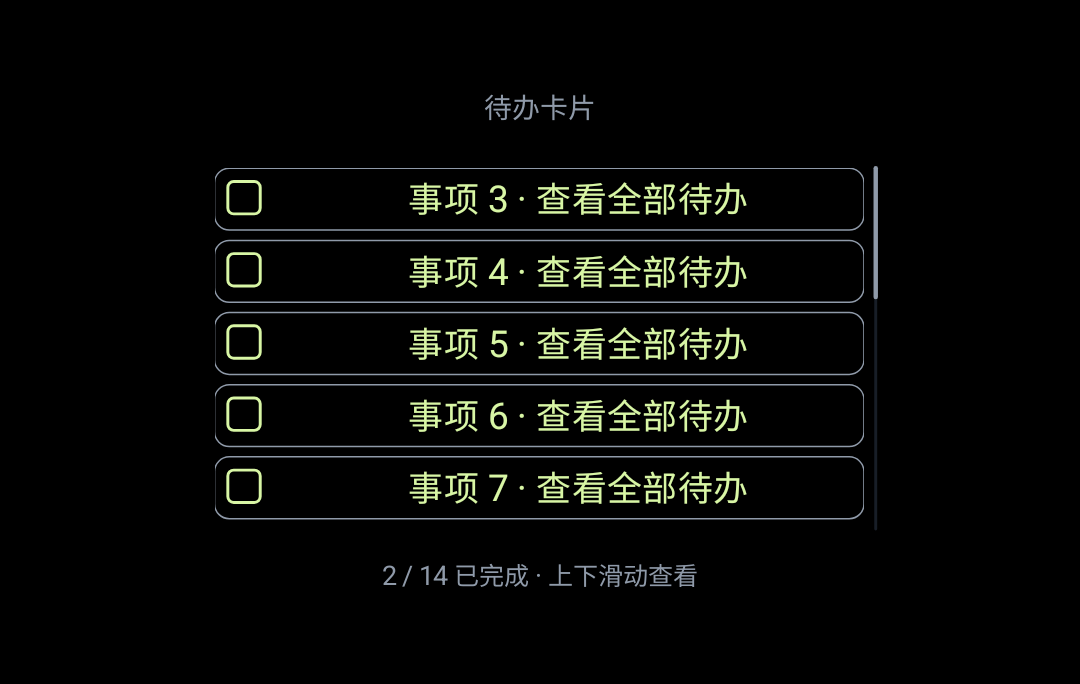 待办卡片
事项 3 · 查看全部待办
事项 4 · 查看全部待办
事项 5 · 查看全部待办
事项 6 · 查看全部待办
事项 7 · 查看全部待办
2 / 14 已完成 · 上下滑动查看